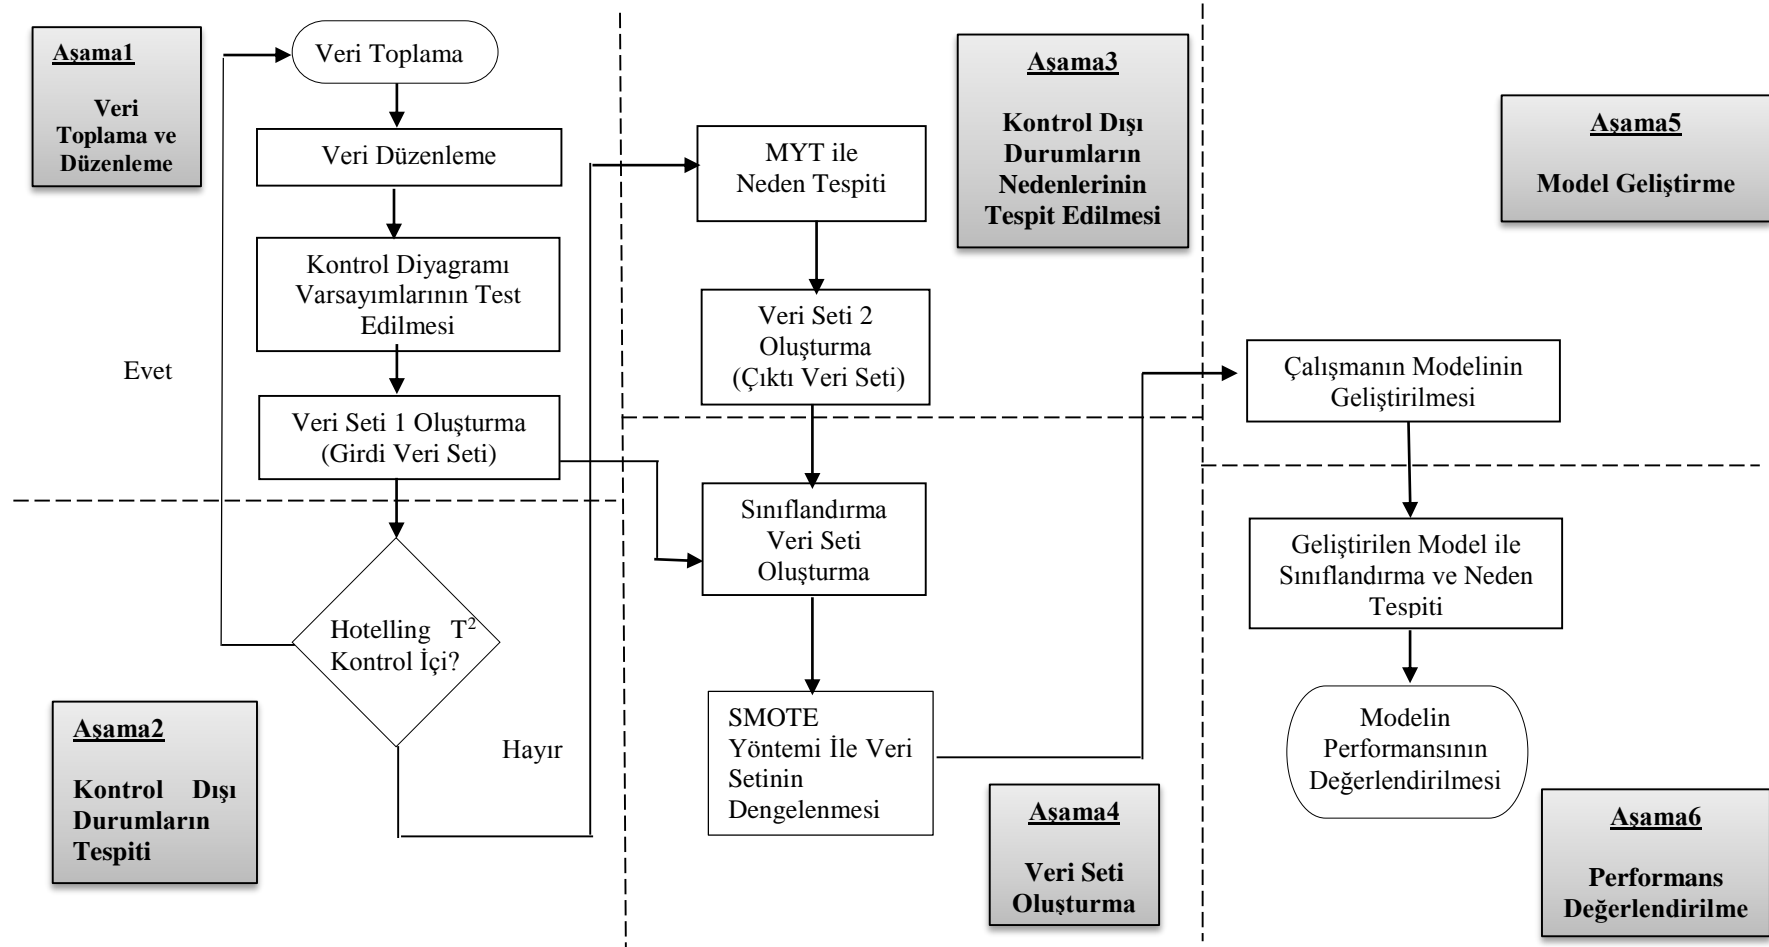 Aşama1
Veri
Toplama ve
Düzenleme
Veri Toplama
Veri Düzenleme
Kontrol Diyagramı
Varsayımlarının Test
Edilmesi
Evet
Veri Seti 1 Oluşturma
(Girdi Veri Seti)
Hotelling T²
Kontrol İçi?
Hayır
Aşama2
Kontrol Dışı
Durumların
Tespiti
Aşama3
Kontrol Dışı
Durumların
Nedenlerinin
Tespit Edilmesi
MYT ile
Neden Tespiti
Veri Seti 2
Oluşturma
(Çıktı Veri Seti)
Sınıflandırma
Veri Seti
Oluşturma
SMOTE
Yöntemi İle Veri
Setinin
Dengelenmesi
Aşama4
Veri Seti
Oluşturma
Aşama5
Model Geliştirme
Çalışmanın Modelinin
Geliştirilmesi
Geliştirilen Model ile
Sınıflandırma ve Neden
Tespiti
Modelin
Performansının
Değerlendirilmesi
Aşama6
Performans
Değerlendirilme